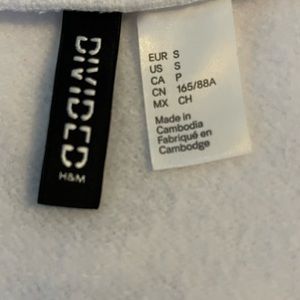 DIVIDED
H&M
EUR S
US S
CA P
CN 165/88A
MX CH
Made in
Cambodia
Fabriqué en
Cambodge